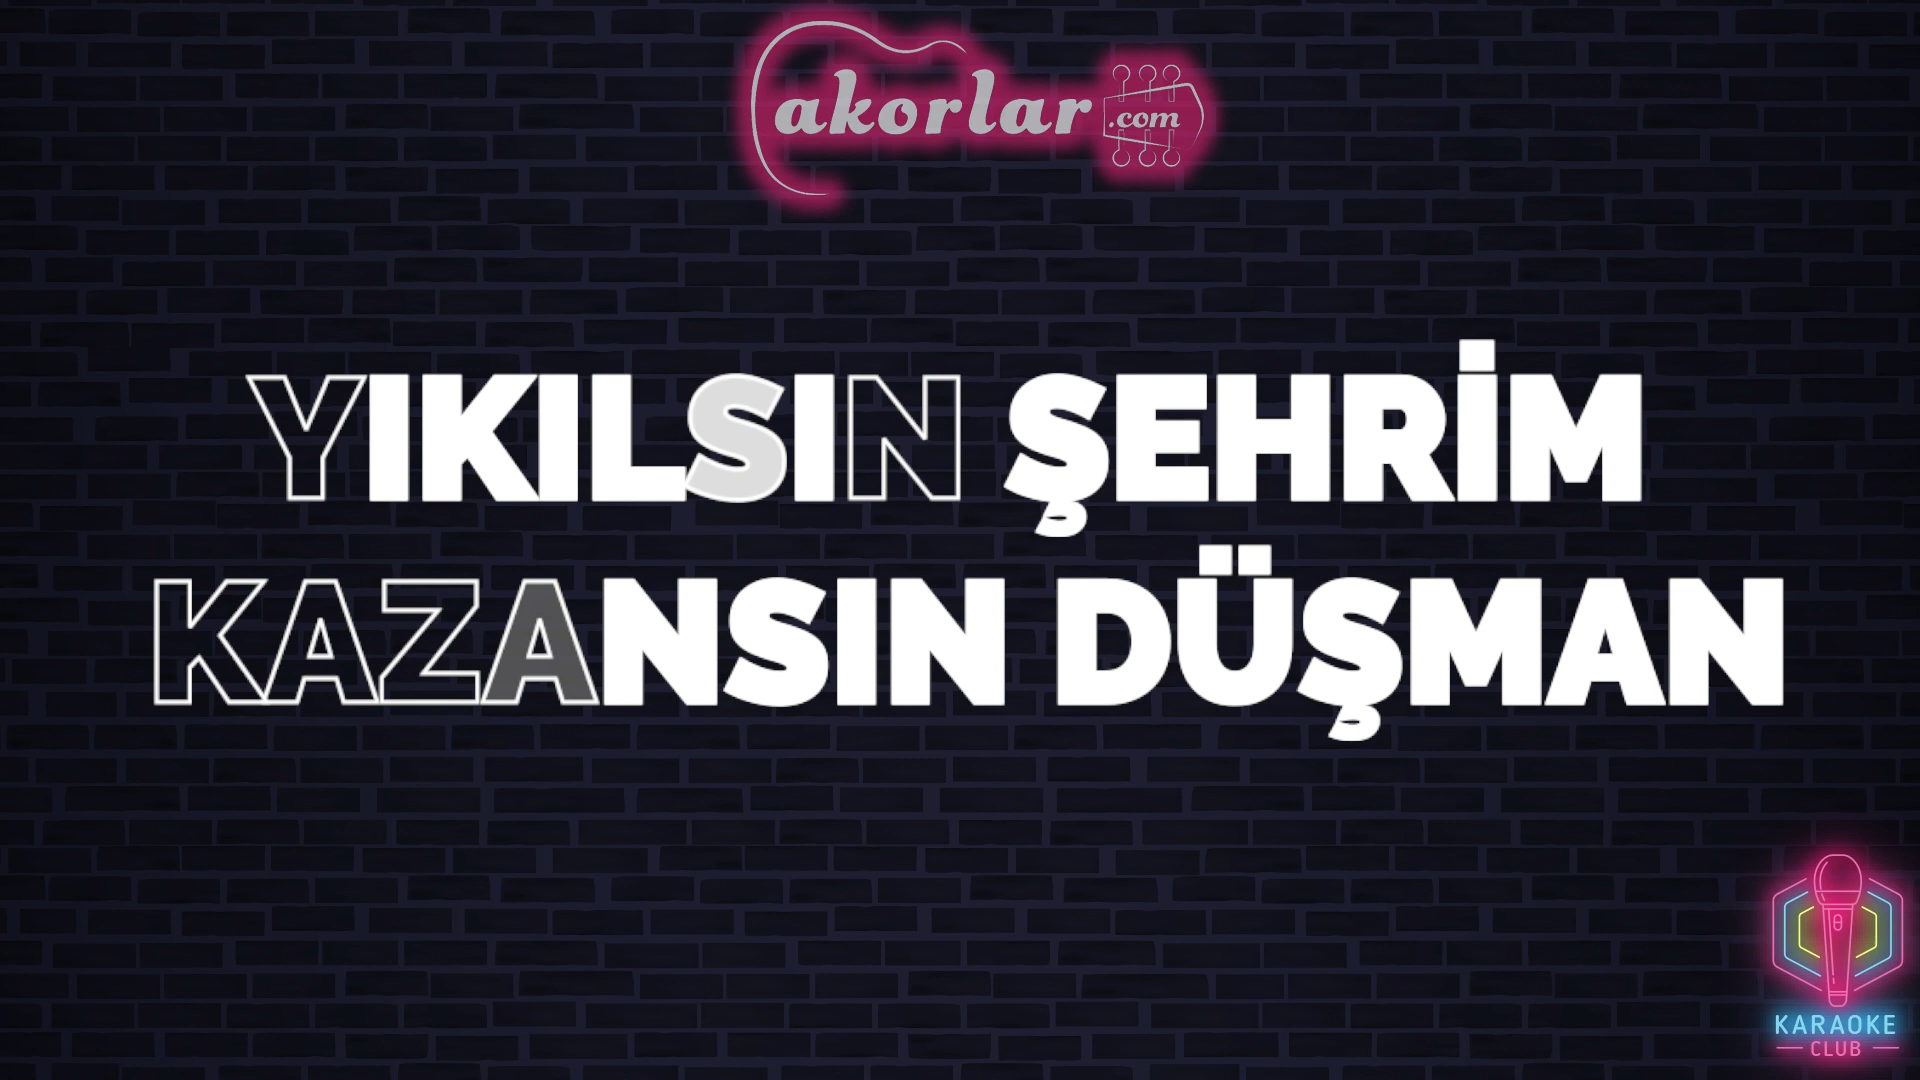 akorlar
.com
YIKILSIN ŞEHRİM
KAZANSIN DÜŞMAN
KARAOKE
CLUB